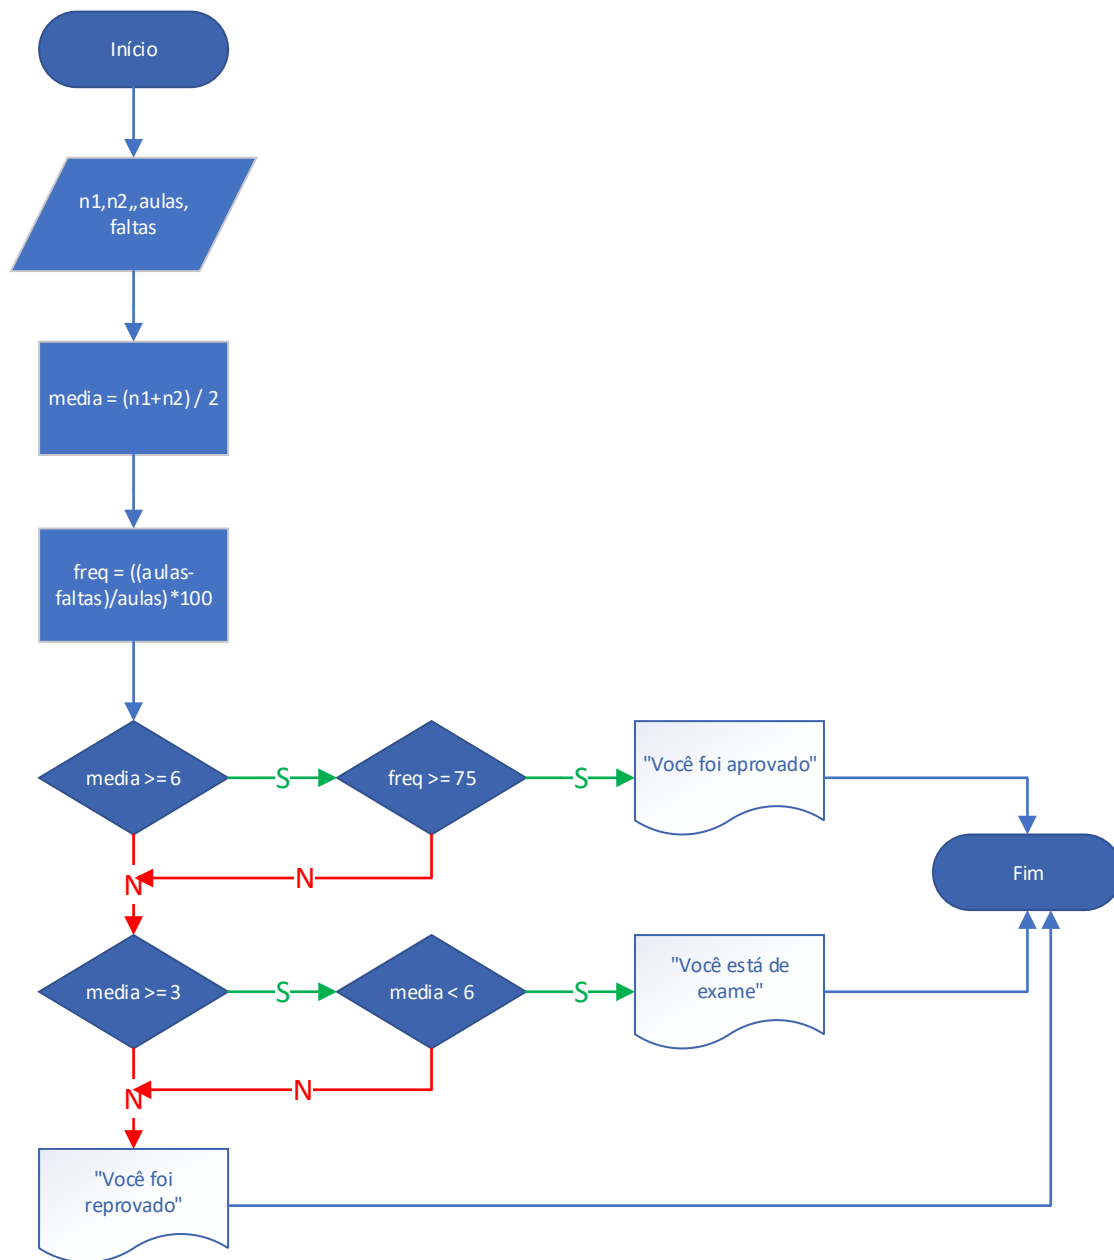 Início
n1,n2,,aulas,
faltas
media = (n1+n2) / 2
freq = ((aulas-
faltas)/aulas)*100
media >= 6
S
freq >= 75
S
"Você foi aprovado"
N
N
Fim
media >= 3
S
media < 6
S
"Você está de
exame"
N
N
"Você foi
reprovado"